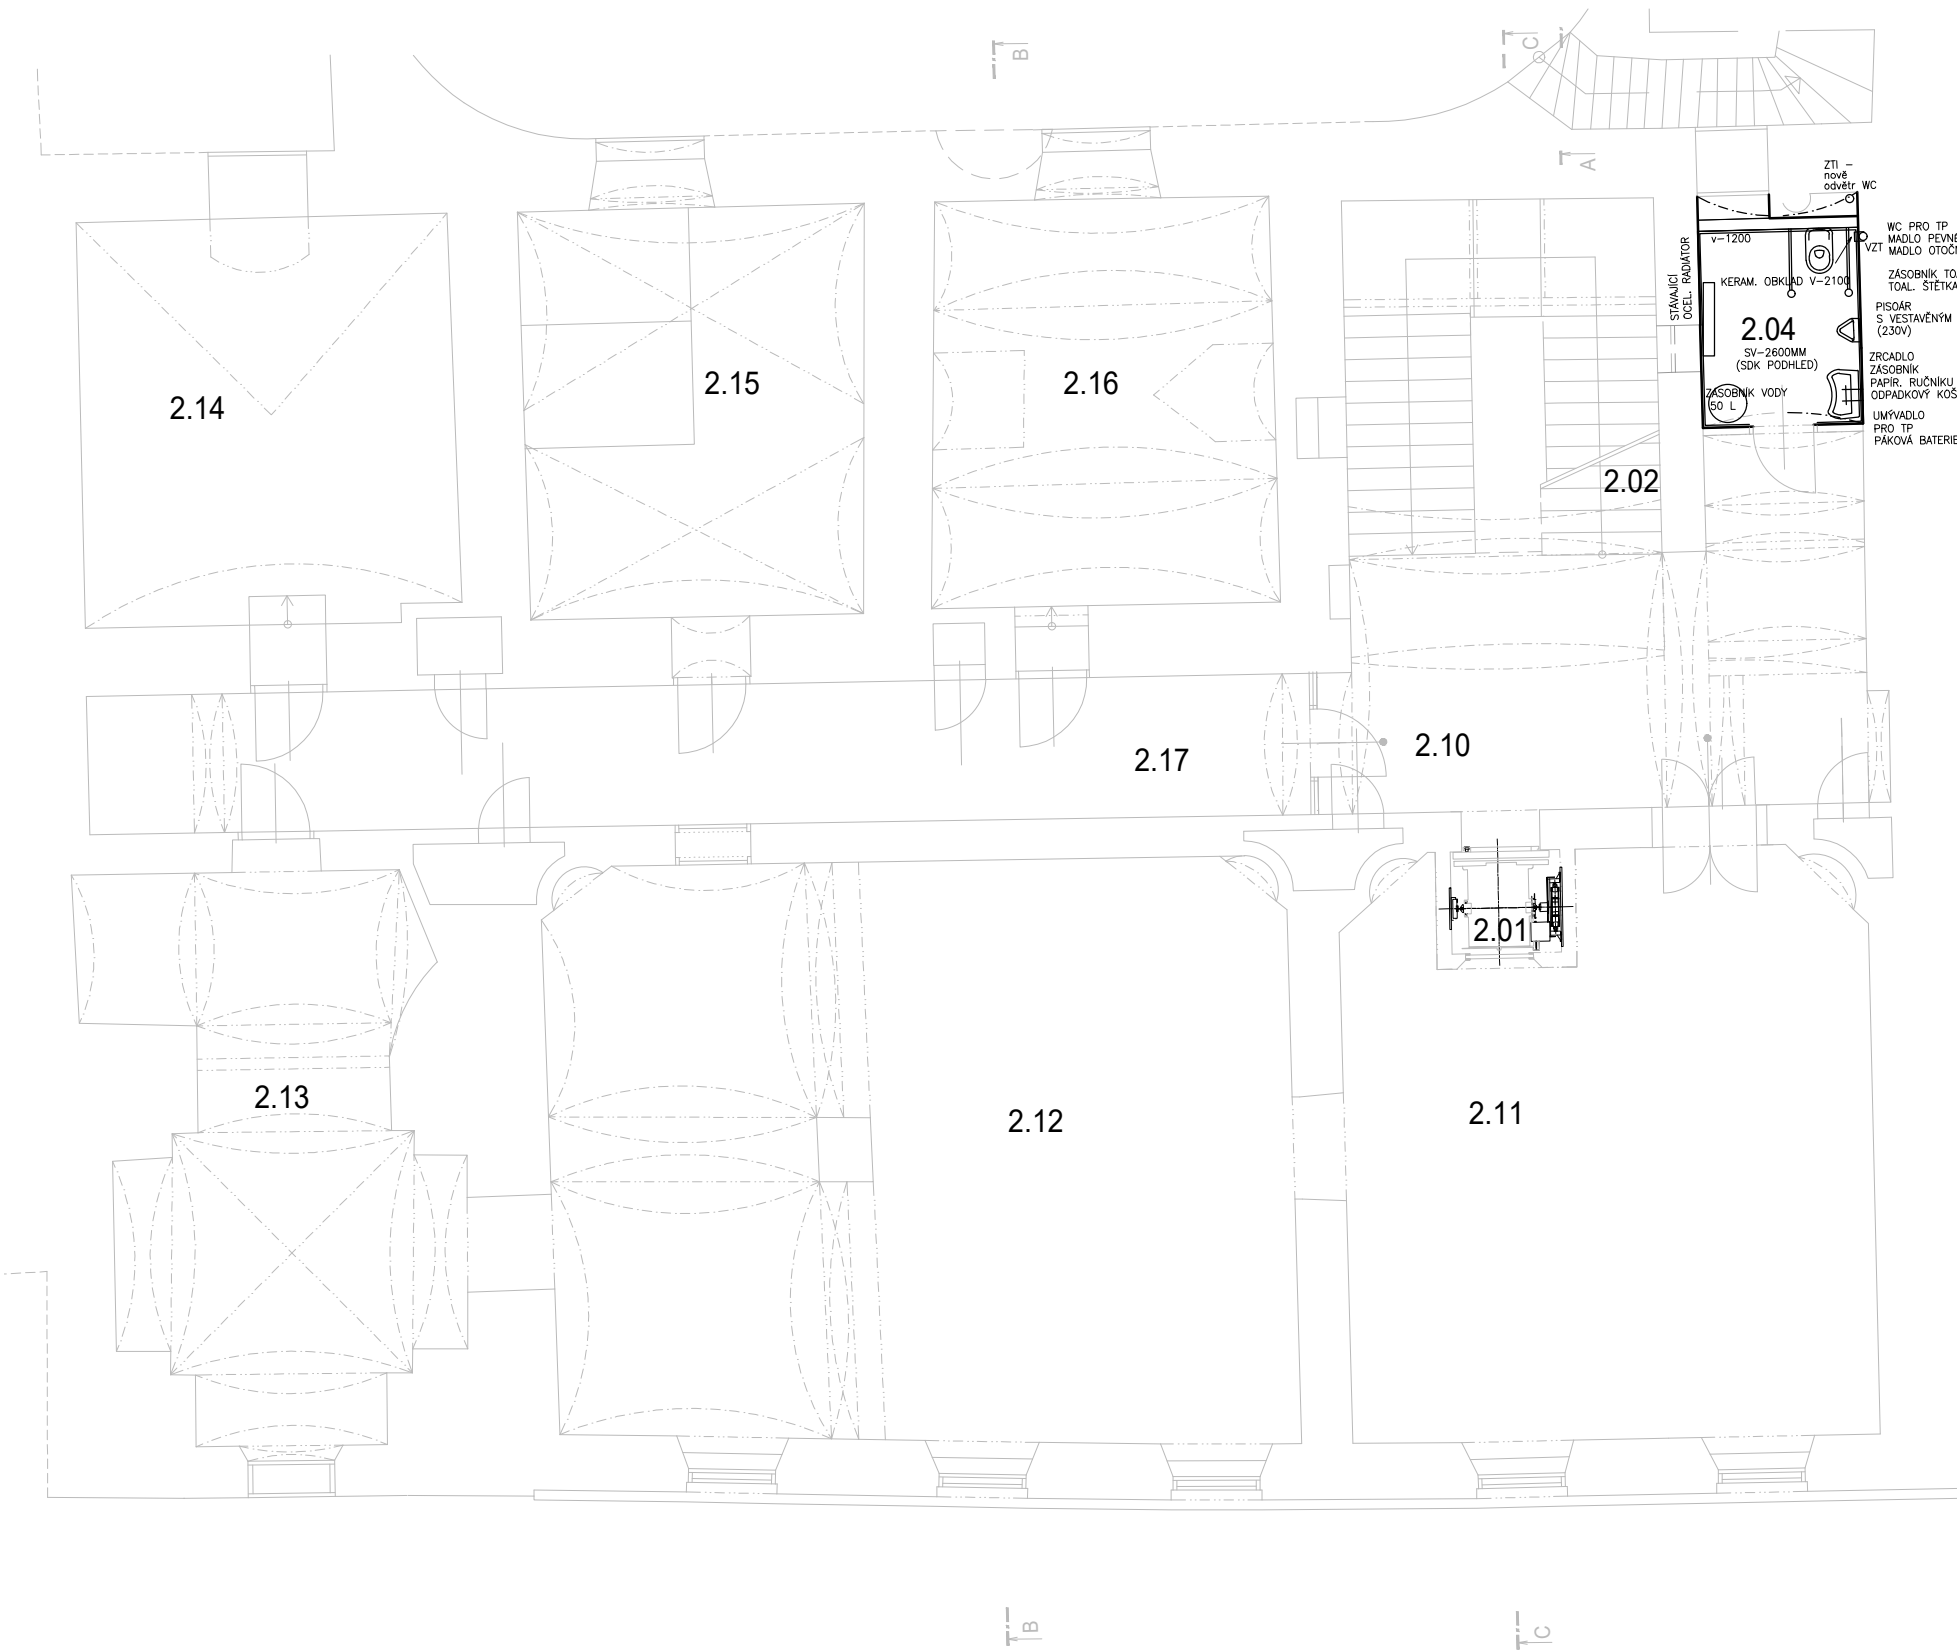 B
C
A
ZTI –
nově
odvětr WC
WC PRO TP
MADLO PEVNÉ
MADLO
VZT
v-1200
STÁVAJÍCÍ
OCEL. RADIÁTOR
KERAM. OBKLAD V-2100
ZÁSOBNÍK
TOAL. ŠTĚTKA
PISOÁR
S VESTAVĚNÝM
(230V)
2.04
SV-2600MM
(SDK PODHLED)
ZRCADLO
ZÁSOBNÍK
PAPÍR. RUČNÍKU
ODPADKOVÝ KOŠ
ZÁSOBNÍK VODY
50 L
UMÝVADLO
PRO TP
PÁKOVÁ BATERIE
2.14
2.15
2.16
2.02
2.17
2.10
2.01
2.13
2.12
2.11
B
C